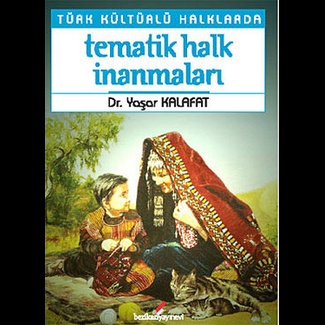 TÜRK KÜLTÜRLÜ HALKLARDA
tematik halk
inanmaları
Dr. Yaşar KALAFAT
berikanyayınevi